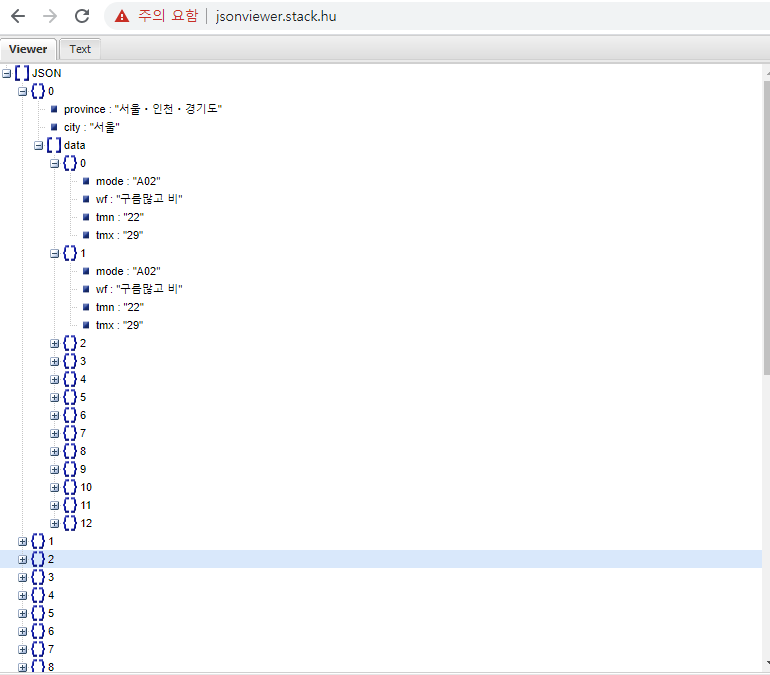 주의 요함 jsonviewer.stack.hu
Viewer Text
JSON
0
province : "서울・인천・경기도"
city : "서울"
data
0
mode : "A02"
wf : "구름많고 비"
tmn : "22"
tmx : "29"
1
mode : "A02"
wf : "구름많고 비"
tmn : "22"
tmx : "29"
2
3
4
5
6
7
8
9
10
11
12
1
2
3
4
5
6
7
8